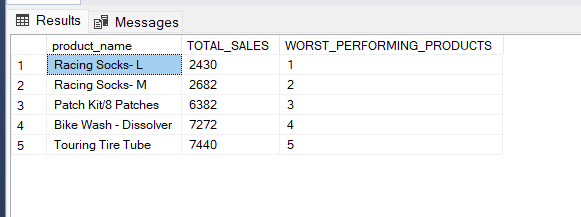 Results Messages
product_name TOTAL_SALES WORST_PERFORMING_PRODUCTS
1 Racing Socks- L 2430 1
2 Racing Socks- M 2682 2
3 Patch Kit/8 Patches 6382 3
4 Bike Wash - Dissolver 7272 4
5 Touring Tire Tube 7440 5